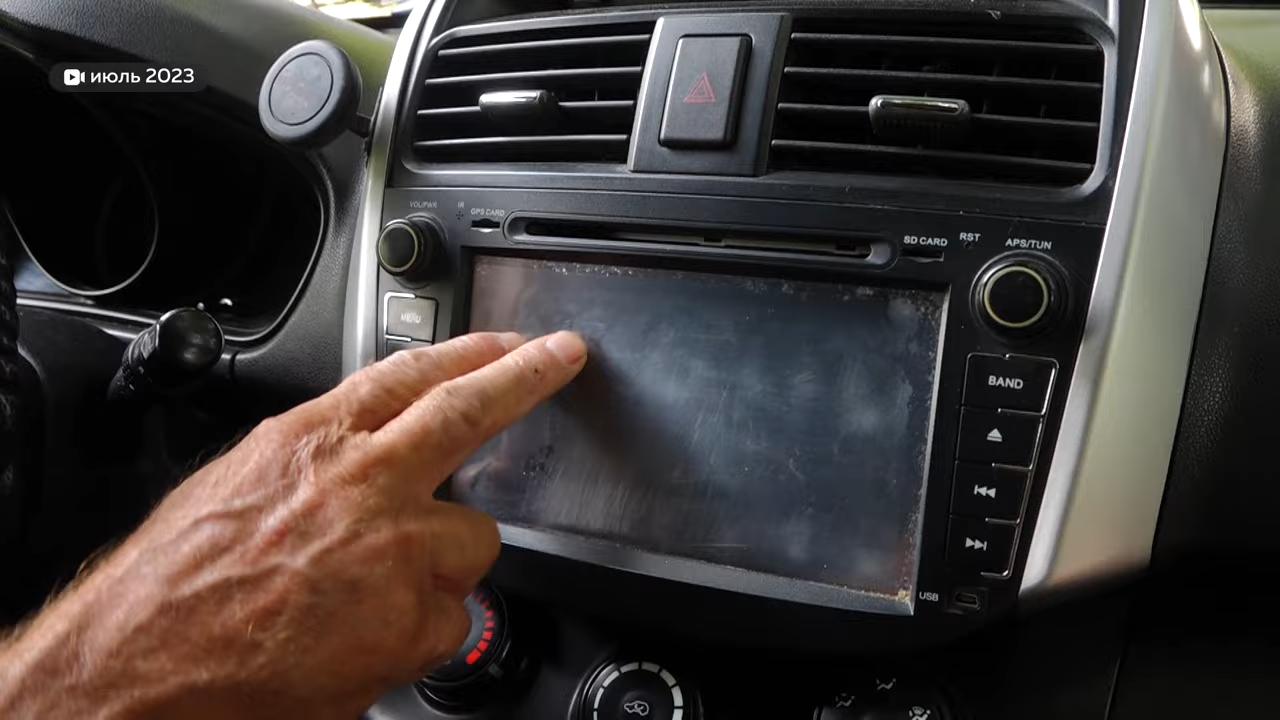 июль 2023
VOL/PWR
IR
GPS CARD
SD CARD
RST
APS/TUN
MENU
BAND
USB